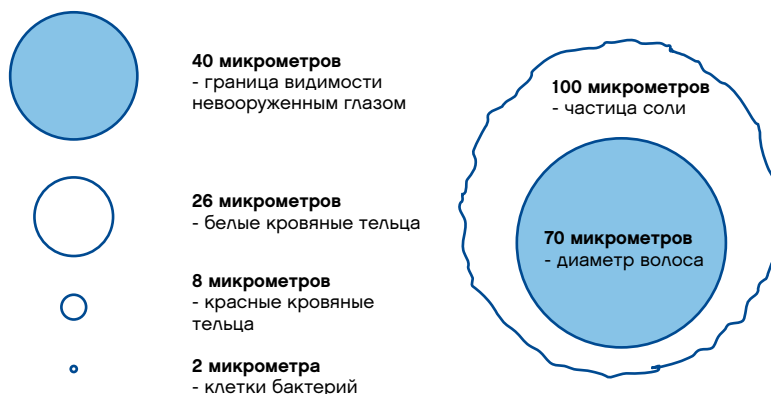 40 микрометров
- граница видимости
невооруженным глазом
26 микрометров
- белые кровяные тельца
8 микрометров
- красные кровяные
тельца
2 микрометра
- клетки бактерий
100 микрометров
- частица соли
70 микрометров
- диаметр волоса